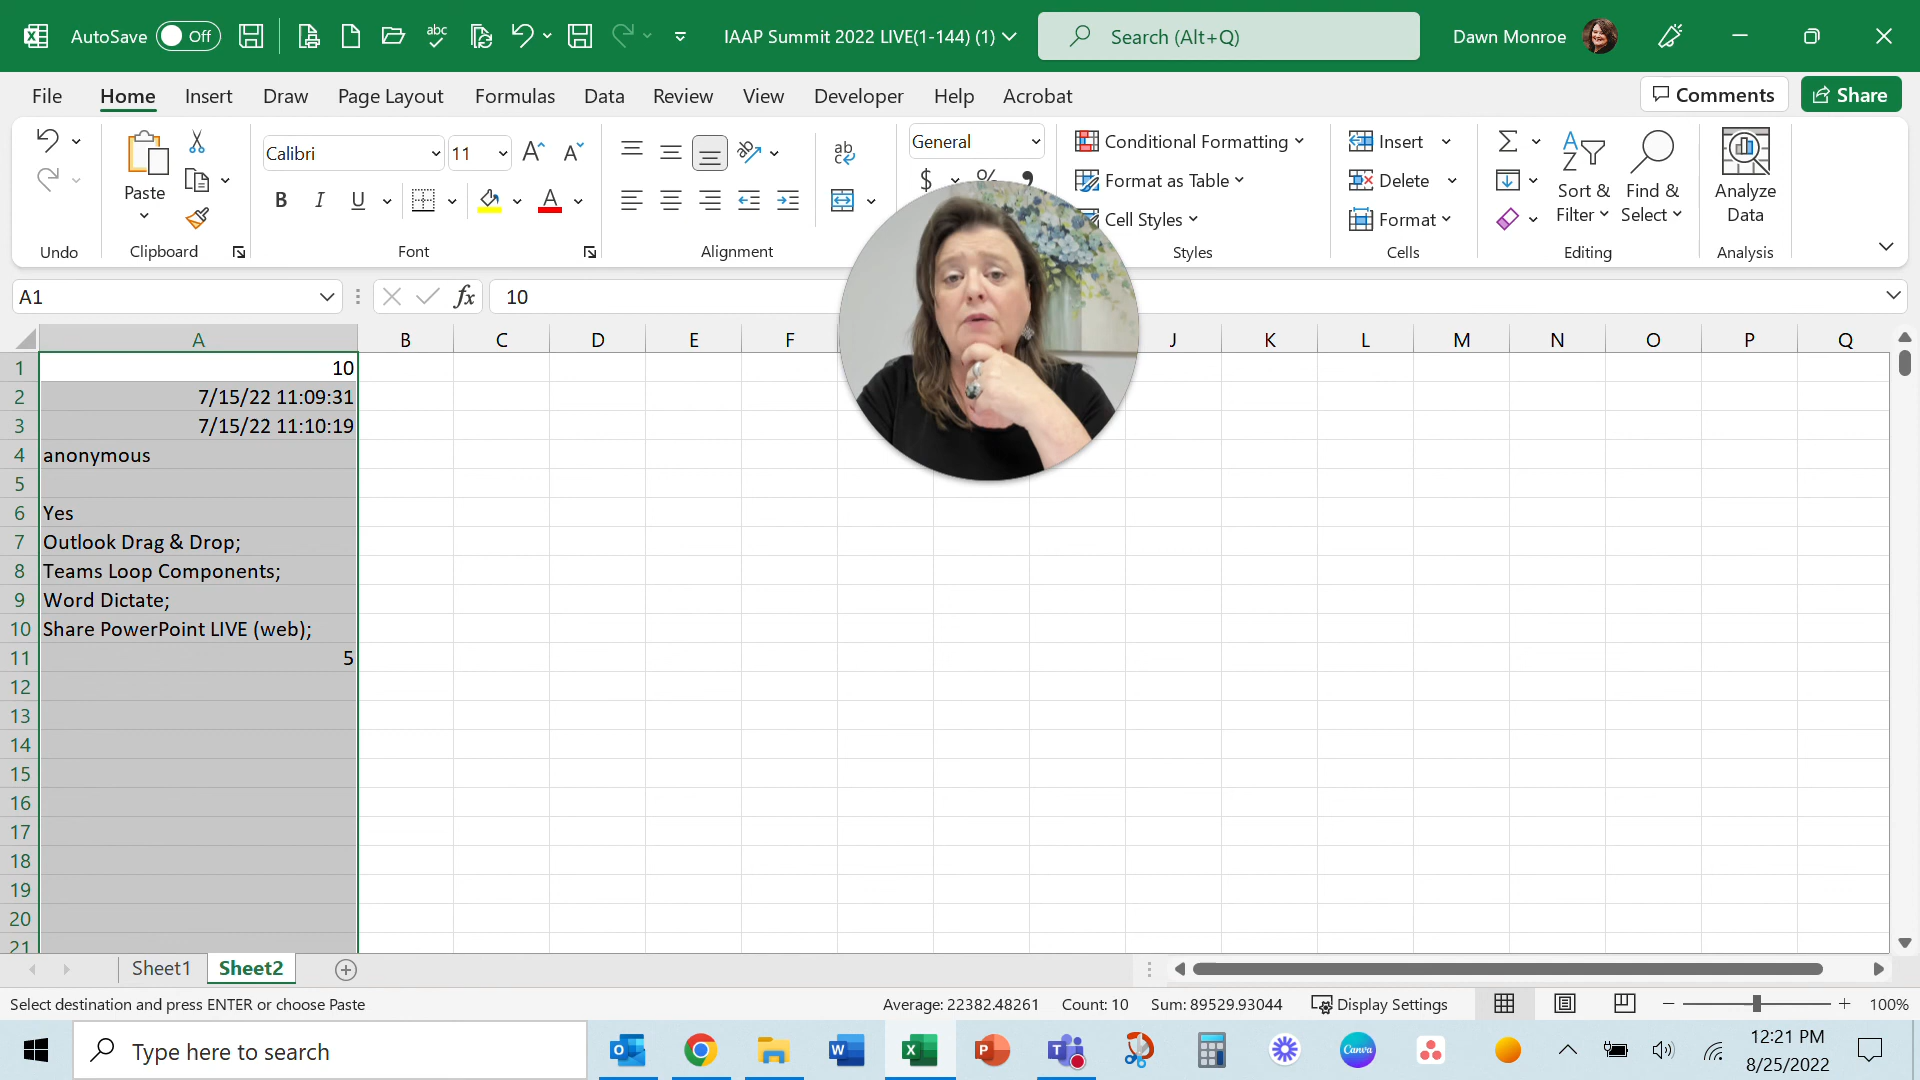 AutoSave Off abc IAAP Summit 2022 LIVE(1-144) (1) Search (Alt+Q) Dawn Monroe
File Home Insert Draw Page Layout Formulas Data Review View Developer Help Acrobat Comments Share
Paste
Calibri 11
B I U A
ab
General
$ %
Conditional Formatting
Format as Table
Cell Styles
Insert
Delete
Format
Sort &
Filter
Find &
Select
Analyze
Data
Undo Clipboard Font Alignment Styles Cells Editing Analysis
A1 fx 10
A B C D E F J K L M N O P Q
1 10
2 7/15/22 11:09:31
3 7/15/22 11:10:19
4 anonymous
5
6 Yes
7 Outlook Drag & Drop;
8 Teams Loop Components;
9 Word Dictate;
10 Share PowerPoint LIVE (web);
11 5
12
13
14
15
16
17
18
19
20
21
Sheet1 Sheet2
Select destination and press ENTER or choose Paste Average: 22382.48261 Count: 10 Sum: 89529.93044 Display Settings 100%
Type here to search Canva 12:21 PM
8/25/2022